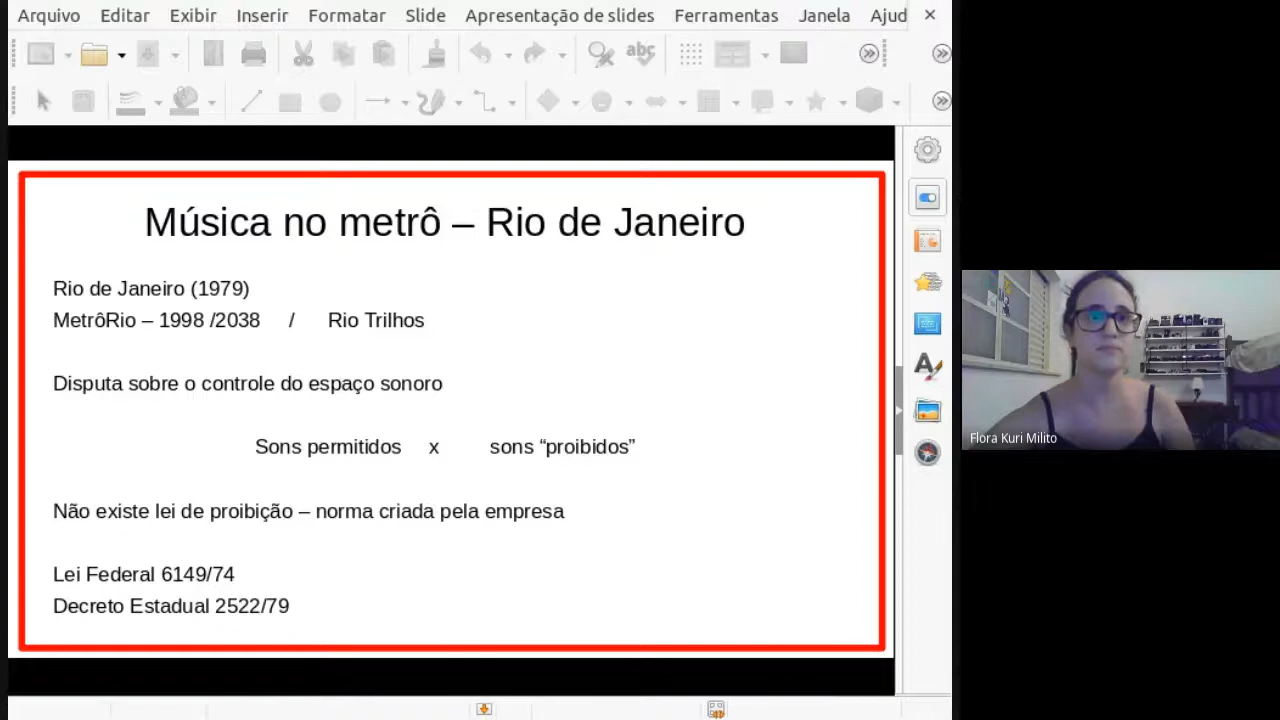 Arquivo Editar Exibir Inserir Formatar Slide Apresentação de slides Ferramentas Janela Ajud
abc
Música no metrô – Rio de Janeiro
Rio de Janeiro (1979)
MetrôRio – 1998 /2038 / Rio Trilhos
Disputa sobre o controle do espaço sonoro
Sons permitidos x sons “proibidos”
Não existe lei de proibição – norma criada pela empresa
Lei Federal 6149/74
Decreto Estadual 2522/79
Flora Kuri Milito